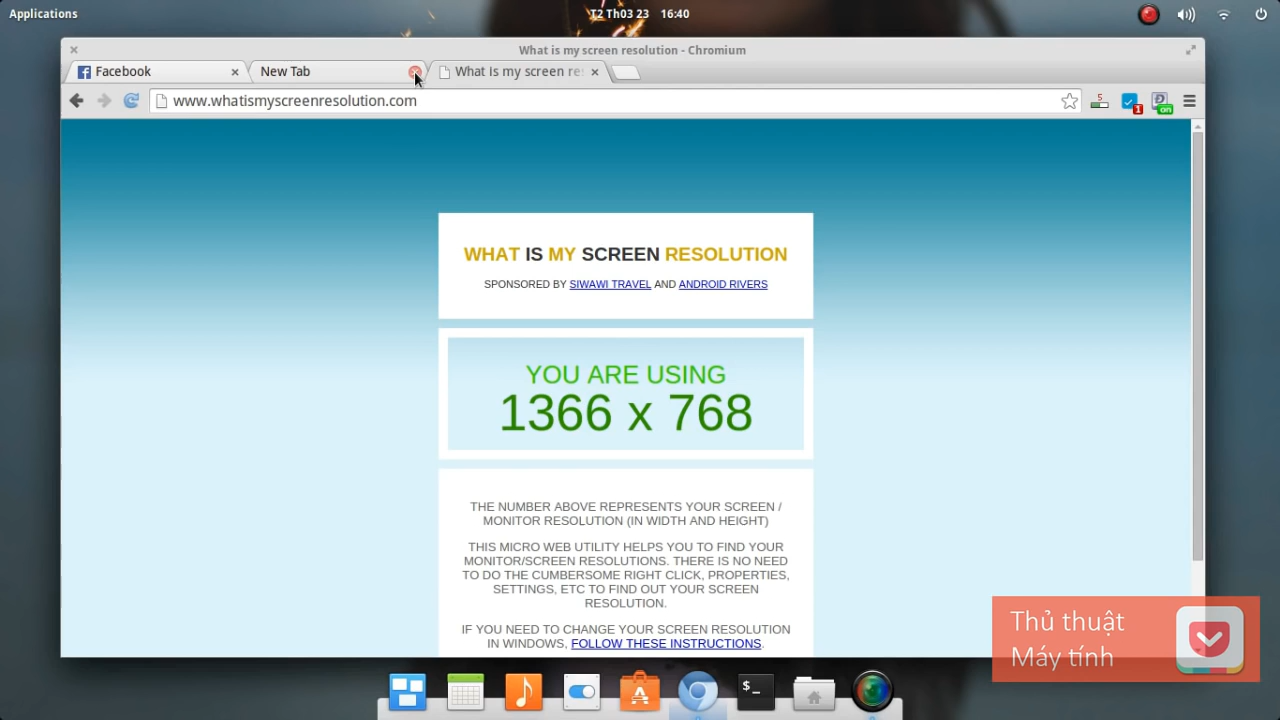 Applications
T2 Th03 23 16:40
What is my screen resolution - Chromium
Facebook
New Tab
What is my screen re
www.whatismyscreenresolution.com
5
1
on
WHAT IS MY SCREEN RESOLUTION
SPONSORED BY SIWAWI TRAVEL AND ANDROID RIVERS
YOU ARE USING
1366 x 768
THE NUMBER ABOVE REPRESENTS YOUR SCREEN /
MONITOR RESOLUTION (IN WIDTH AND HEIGHT)
THIS MICRO WEB UTILITY HELPS YOU TO FIND YOUR
MONITOR/SCREEN RESOLUTIONS. THERE IS NO NEED
TO DO THE CUMBERSOME RIGHT CLICK, PROPERTIES,
SETTINGS, ETC TO FIND OUT YOUR SCREEN
RESOLUTION.
IF YOU NEED TO CHANGE YOUR SCREEN RESOLUTION
IN WINDOWS, FOLLOW THESE INSTRUCTIONS.
Thủ thuật
Máy tính
$_